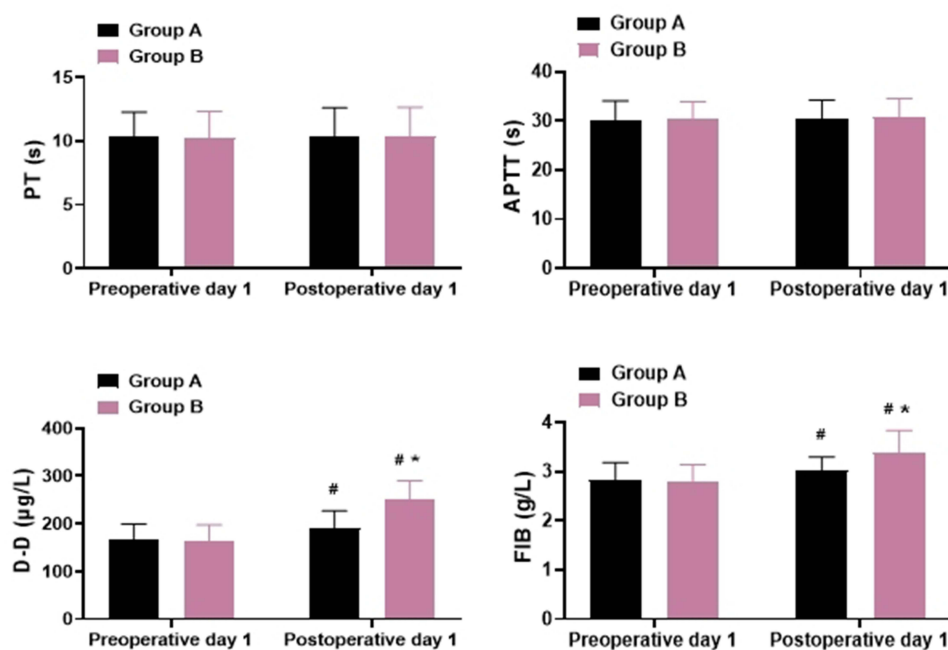 Group A
Group B
15
10
5
0
PT (s)
Preoperative day 1
Postoperative day 1
Group A
Group B
40
30
20
10
0
APTT (s)
Preoperative day 1
Postoperative day 1
Group A
Group B
400
300
200
100
0
D-D (µg/L)
#
# *
Preoperative day 1
Postoperative day 1
Group A
Group B
4
3
2
1
0
FIB (g/L)
#
# *
Preoperative day 1
Postoperative day 1